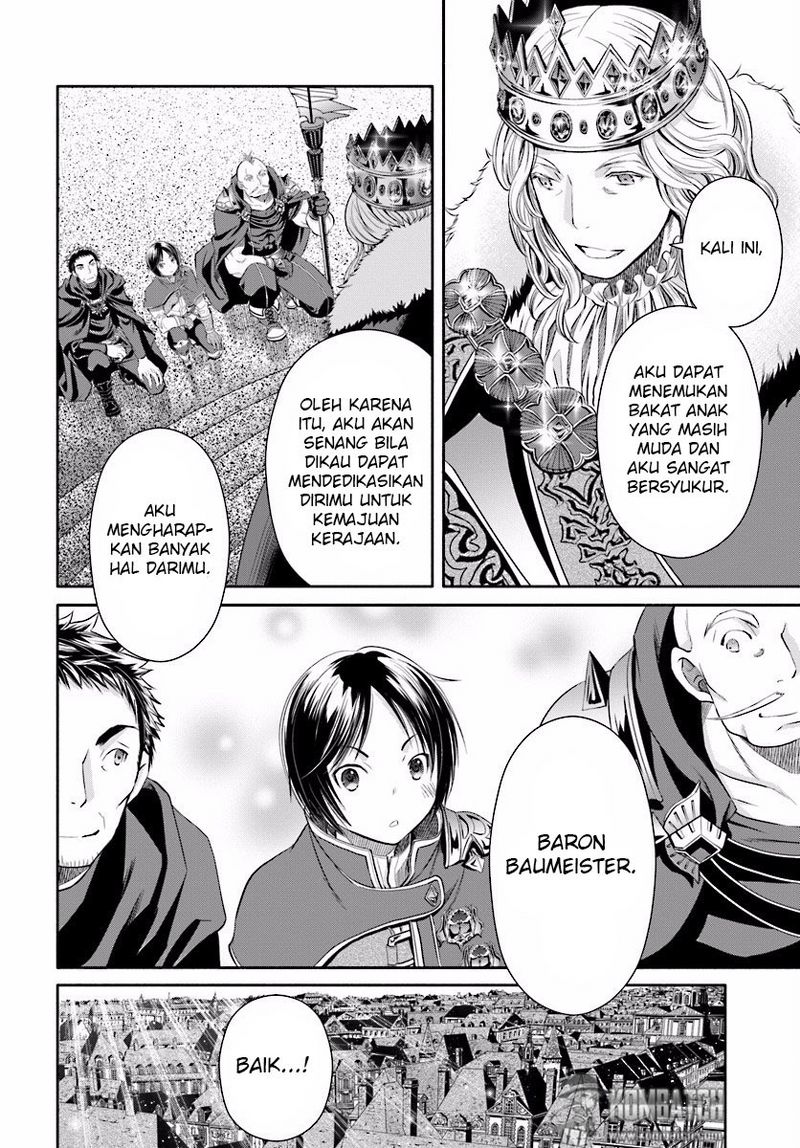 KALI INI,
AKU DAPAT
MENEMUKAN
BAKAT ANAK
YANG MASIH
MUDA DAN
AKU SANGAT
BERSYUKUR.
OLEH KARENA
ITU, AKU AKAN
SENANG BILA
DIKAU DAPAT
MENDEDIKASIKAN
DIRIMU UNTUK
KEMAJUAN
KERAJAAN.
AKU
MENGHARAP-
KAN BANYAK
HAL DARIMU.
BARON
BAUMEISTER.
BAIK...!